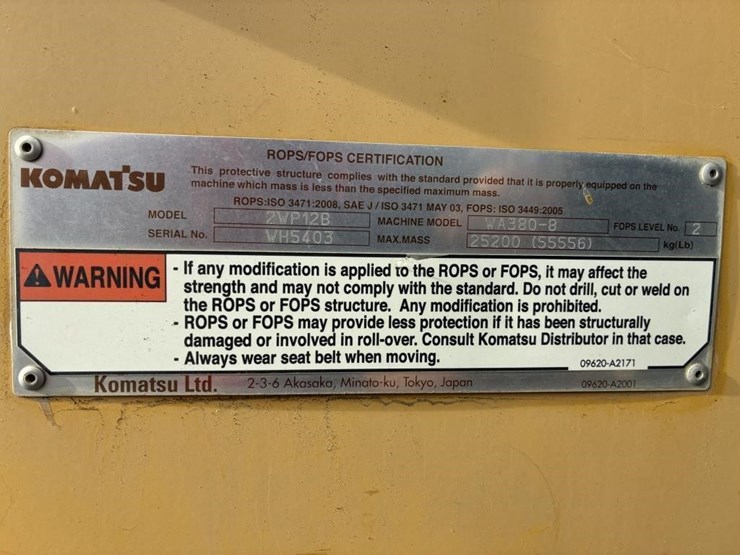 ROPS/FOPS CERTIFICATION
KOMATSU
This protective structure complies with the standard provided that it is properly equipped on the
machine which mass is less than the specified maximum mass.
ROPS:ISO 3471:2008, SAE J / ISO 3471 MAY 03, FOPS: ISO 3449:2005
MODEL 2WP12B MACHINE MODEL WA380-8 FOPS.LEVEL No. 2
SERIAL No. WH5403 MAX.MASS 25200 (55556) kg(Lb)
WARNING
- If any modification is applied to the ROPS or FOPS, it may affect the
strength and may not comply with the standard. Do not drill, cut or weld on
the ROPS or FOPS structure. Any modification is prohibited.
- ROPS or FOPS may provide less protection if it has been structurally
damaged or involved in roll-over. Consult Komatsu Distributor in that case.
- Always wear seat belt when moving.
09620-A2171
Komatsu Ltd. 2-3-6 Akasaka, Minato-ku, Tokyo, Japan 09620-A2001